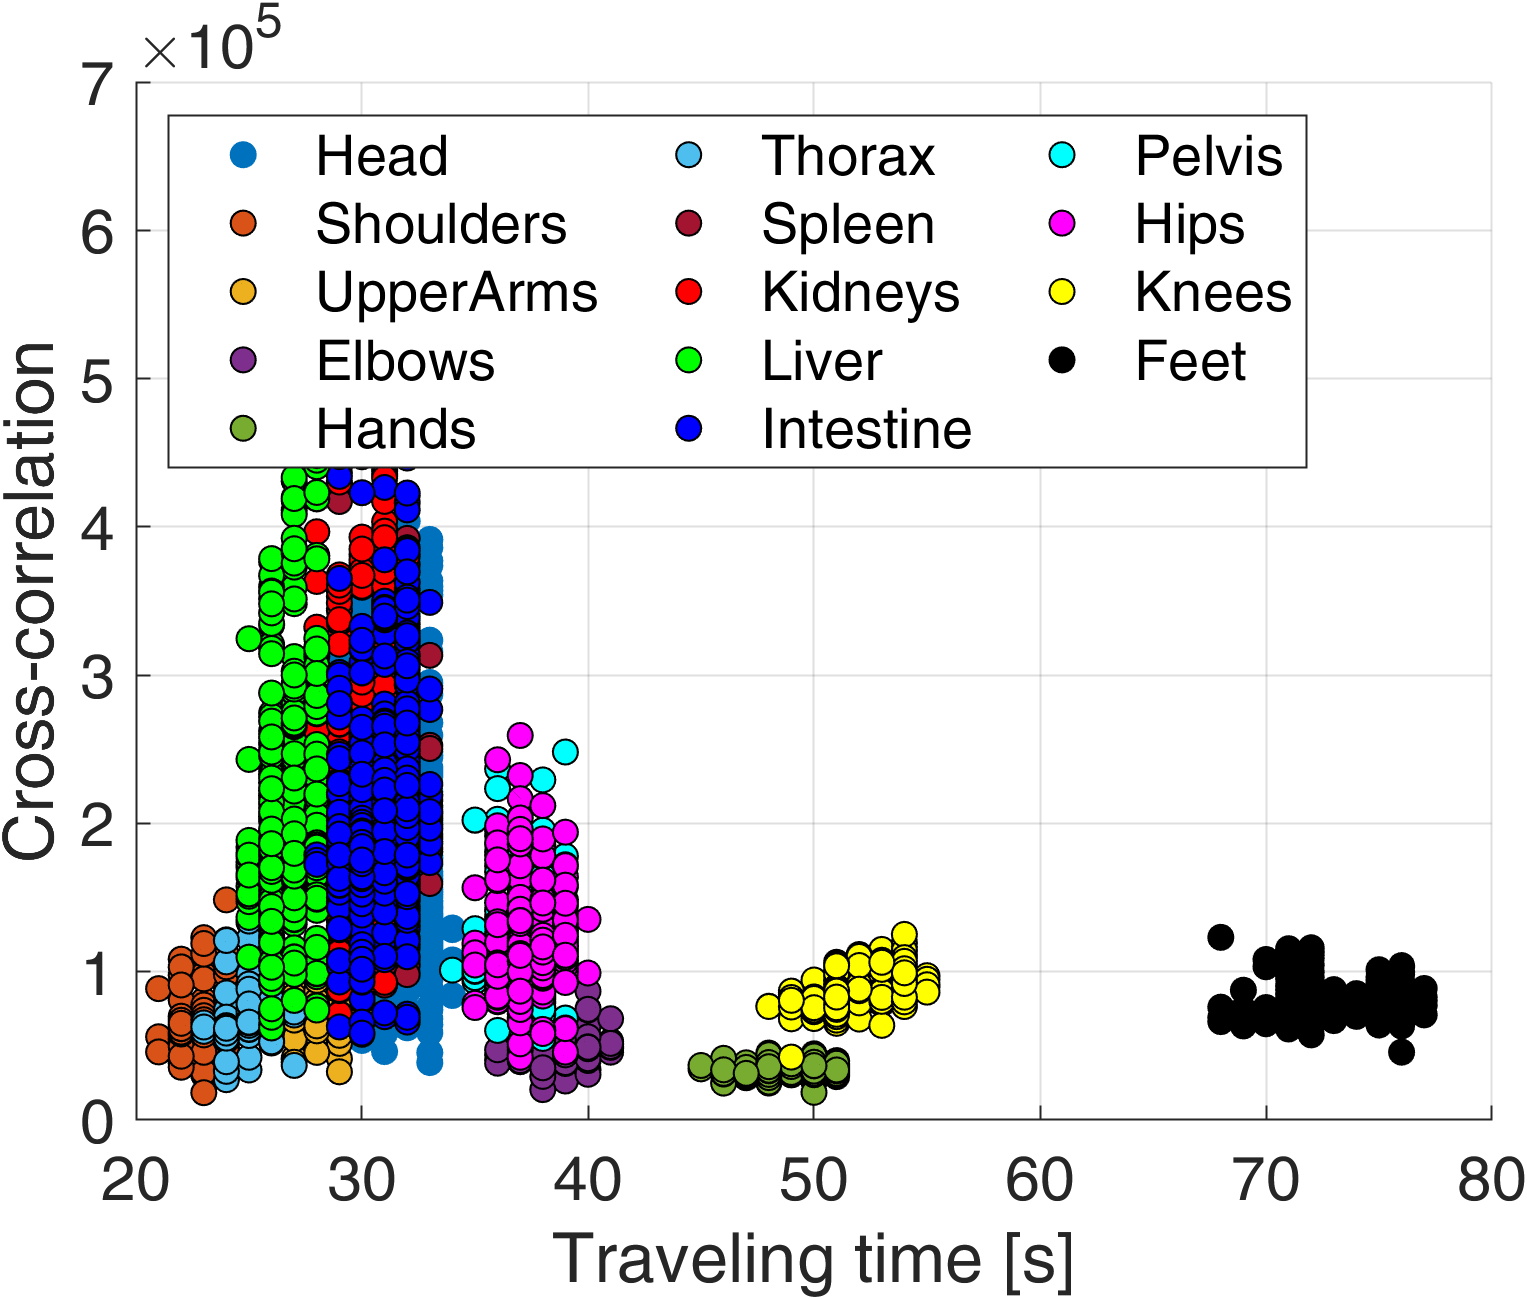 ×10^5
7
6
5
4
3
2
1
0
Cross-correlation
Head
Shoulders
UpperArms
Elbows
Hands
Thorax
Spleen
Kidneys
Liver
Intestine
Pelvis
Hips
Knees
Feet
20 30 40 50 60 70 80
Traveling time [s]